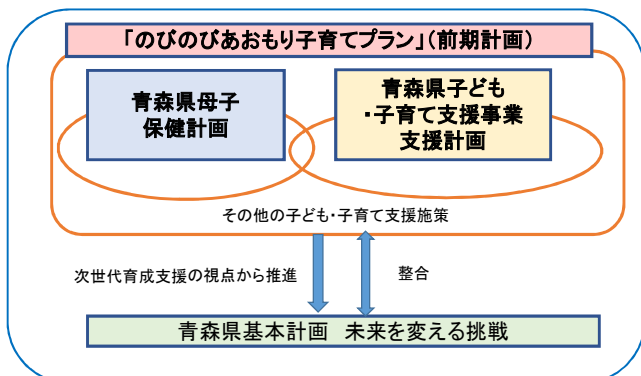 「のびのびあおもり子育てプラン」(前期計画)
青森県母子
保健計画
青森県子ども
・子育て支援事業
支援計画
その他の子ども・子育て支援施策
次世代育成支援の視点から推進
整合
青森県基本計画 未来を変える挑戦